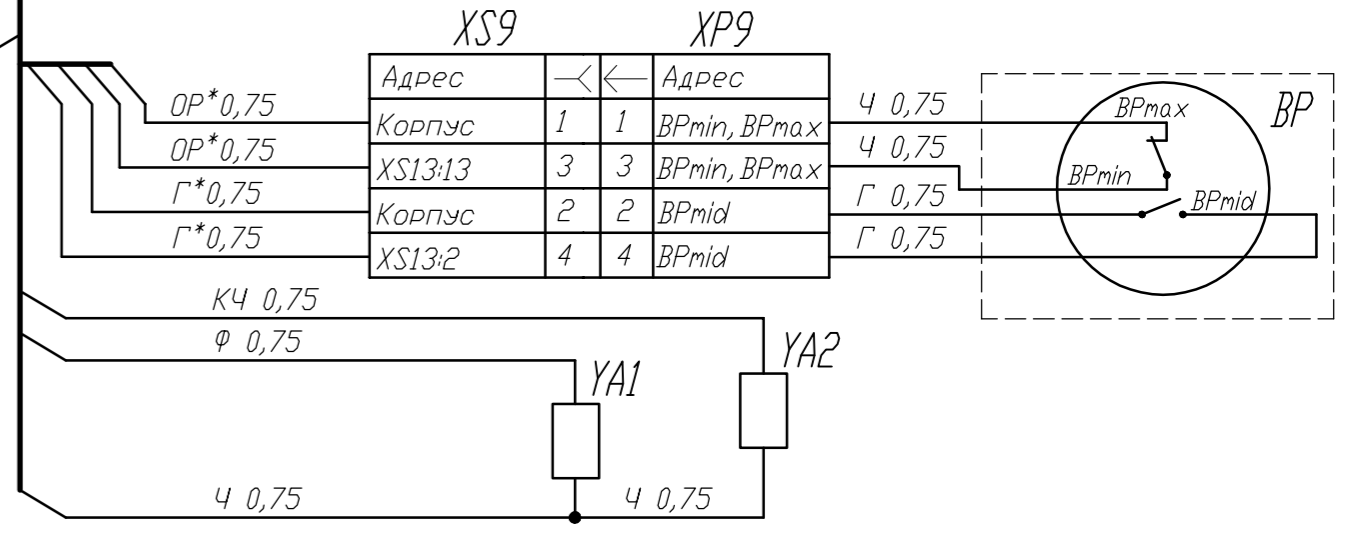 XS9 XP9
Адрес Адрес
ОР*0,75 Корпус 1 1 BPmin, BPmax Ч 0,75 BPmax BP
ОР*0,75 XS13:13 3 3 BPmin, BPmax Ч 0,75 BPmin
Г*0,75 Корпус 2 2 BPmid Г 0,75 BPmid
Г*0,75 XS13:2 4 4 BPmid Г 0,75
КЧ 0,75
Ф 0,75
YA1 YA2
Ч 0,75 Ч 0,75